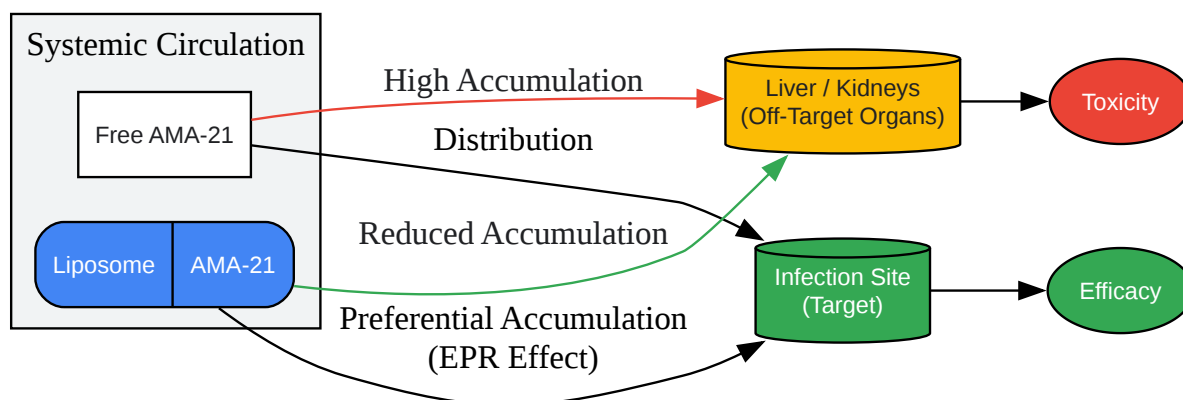 Systemic Circulation
Free AMA-21
Liposome
AMA-21
High Accumulation
Distribution
Reduced Accumulation
Preferential Accumulation
(EPR Effect)
Liver / Kidneys
(Off-Target Organs)
Infection Site
(Target)
Toxicity
Efficacy